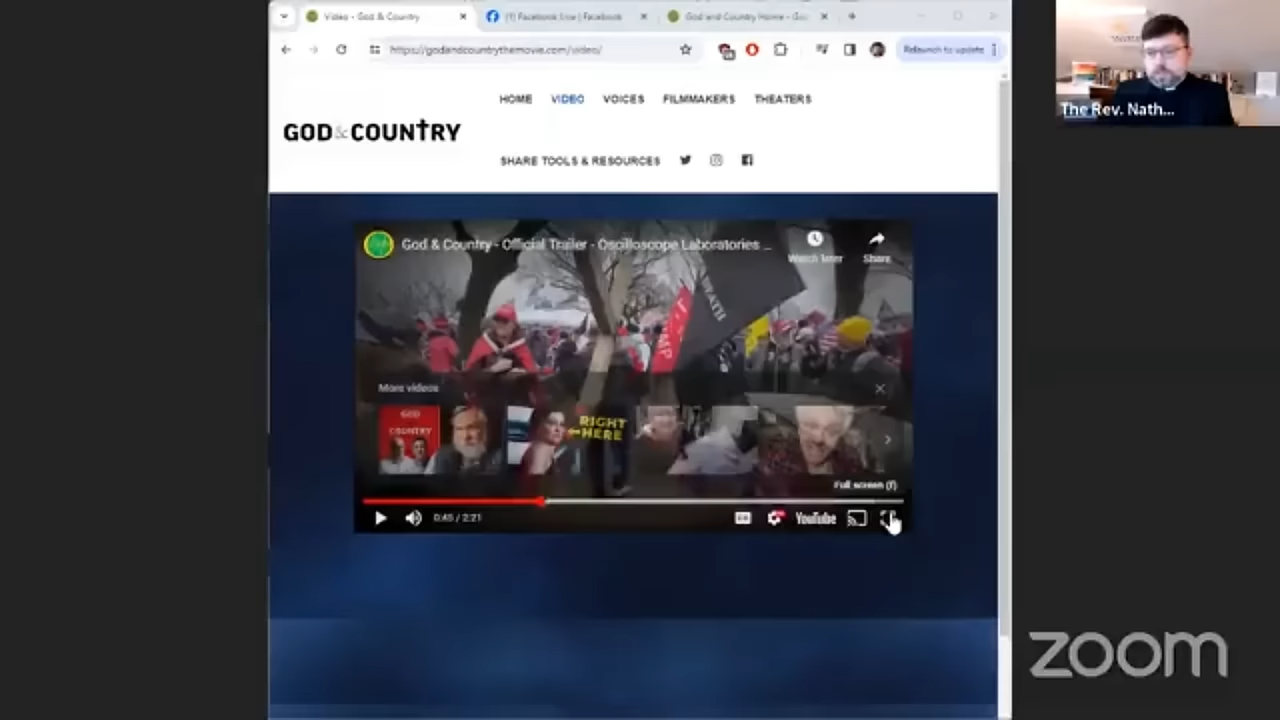 Video - God & Country
(1) Facebook Live | Facebook
God and Country Home - Go
https://godandcountrythemovie.com/video/
Relaunch to update
HOME VIDEO VOICES FILMMAKERS THEATERS
GOD & COUNTRY
SHARE TOOLS & RESOURCES
God & Country - Official Trailer - Oscilloscope Laboratories ...
Watch later
Share
More videos
GOD
COUNTRY
RIGHT
HERE
Full screen (f)
0:45 / 2:21
YouTube
The Rev. Nath...
zoom